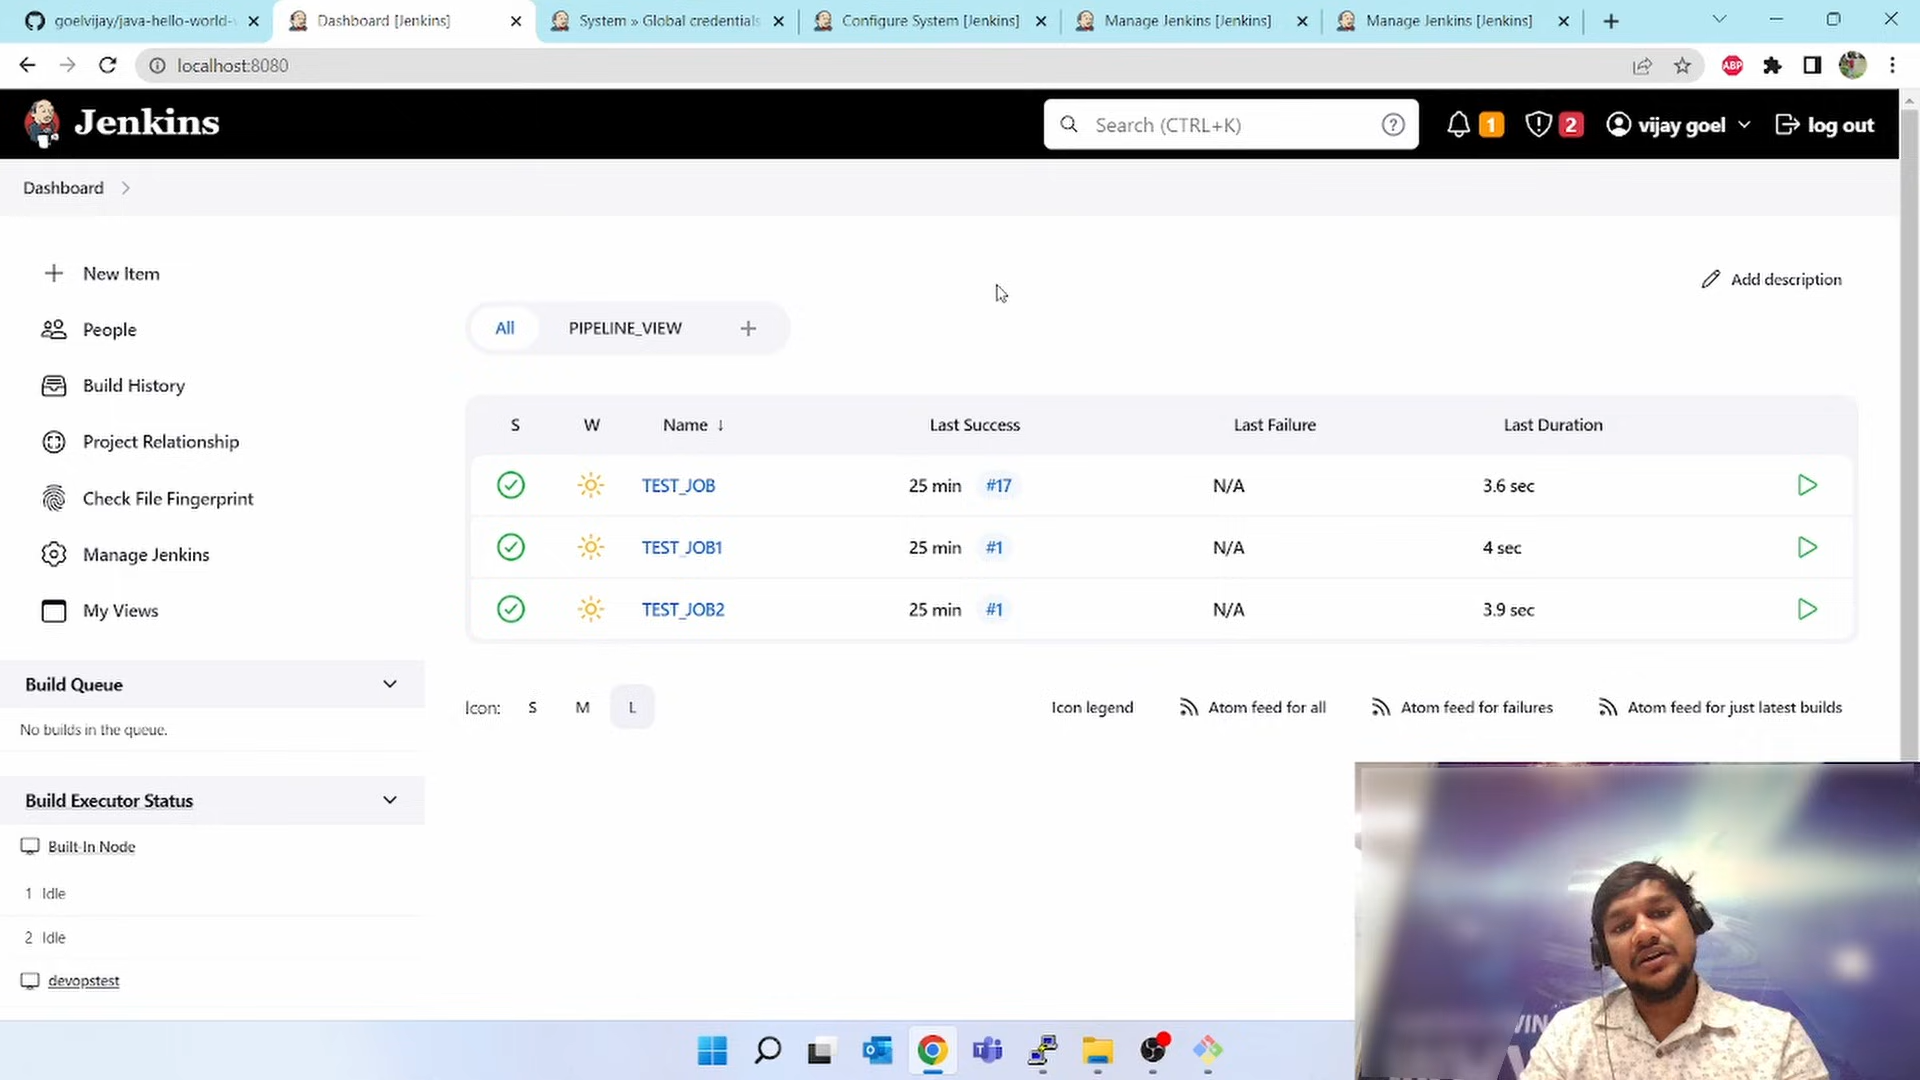 goelvijay/java-hello-world-
Dashboard [Jenkins]
System » Global credentials
Configure System [Jenkins]
Manage Jenkins [Jenkins]
Manage Jenkins [Jenkins]
localhost:8080
ABP
Jenkins
Search (CTRL+K)
1
2
vijay goel
log out
Dashboard
New Item
People
Build History
Project Relationship
Check File Fingerprint
Manage Jenkins
My Views
Add description
All PIPELINE_VIEW +
S W Name ↓ Last Success Last Failure Last Duration
TEST_JOB 25 min #17 N/A 3.6 sec
TEST_JOB1 25 min #1 N/A 4 sec
TEST_JOB2 25 min #1 N/A 3.9 sec
Icon: S M L
Icon legend Atom feed for all Atom feed for failures Atom feed for just latest builds
Build Queue
No builds in the queue.
Build Executor Status
Built-In Node
1 Idle
2 Idle
devopstest